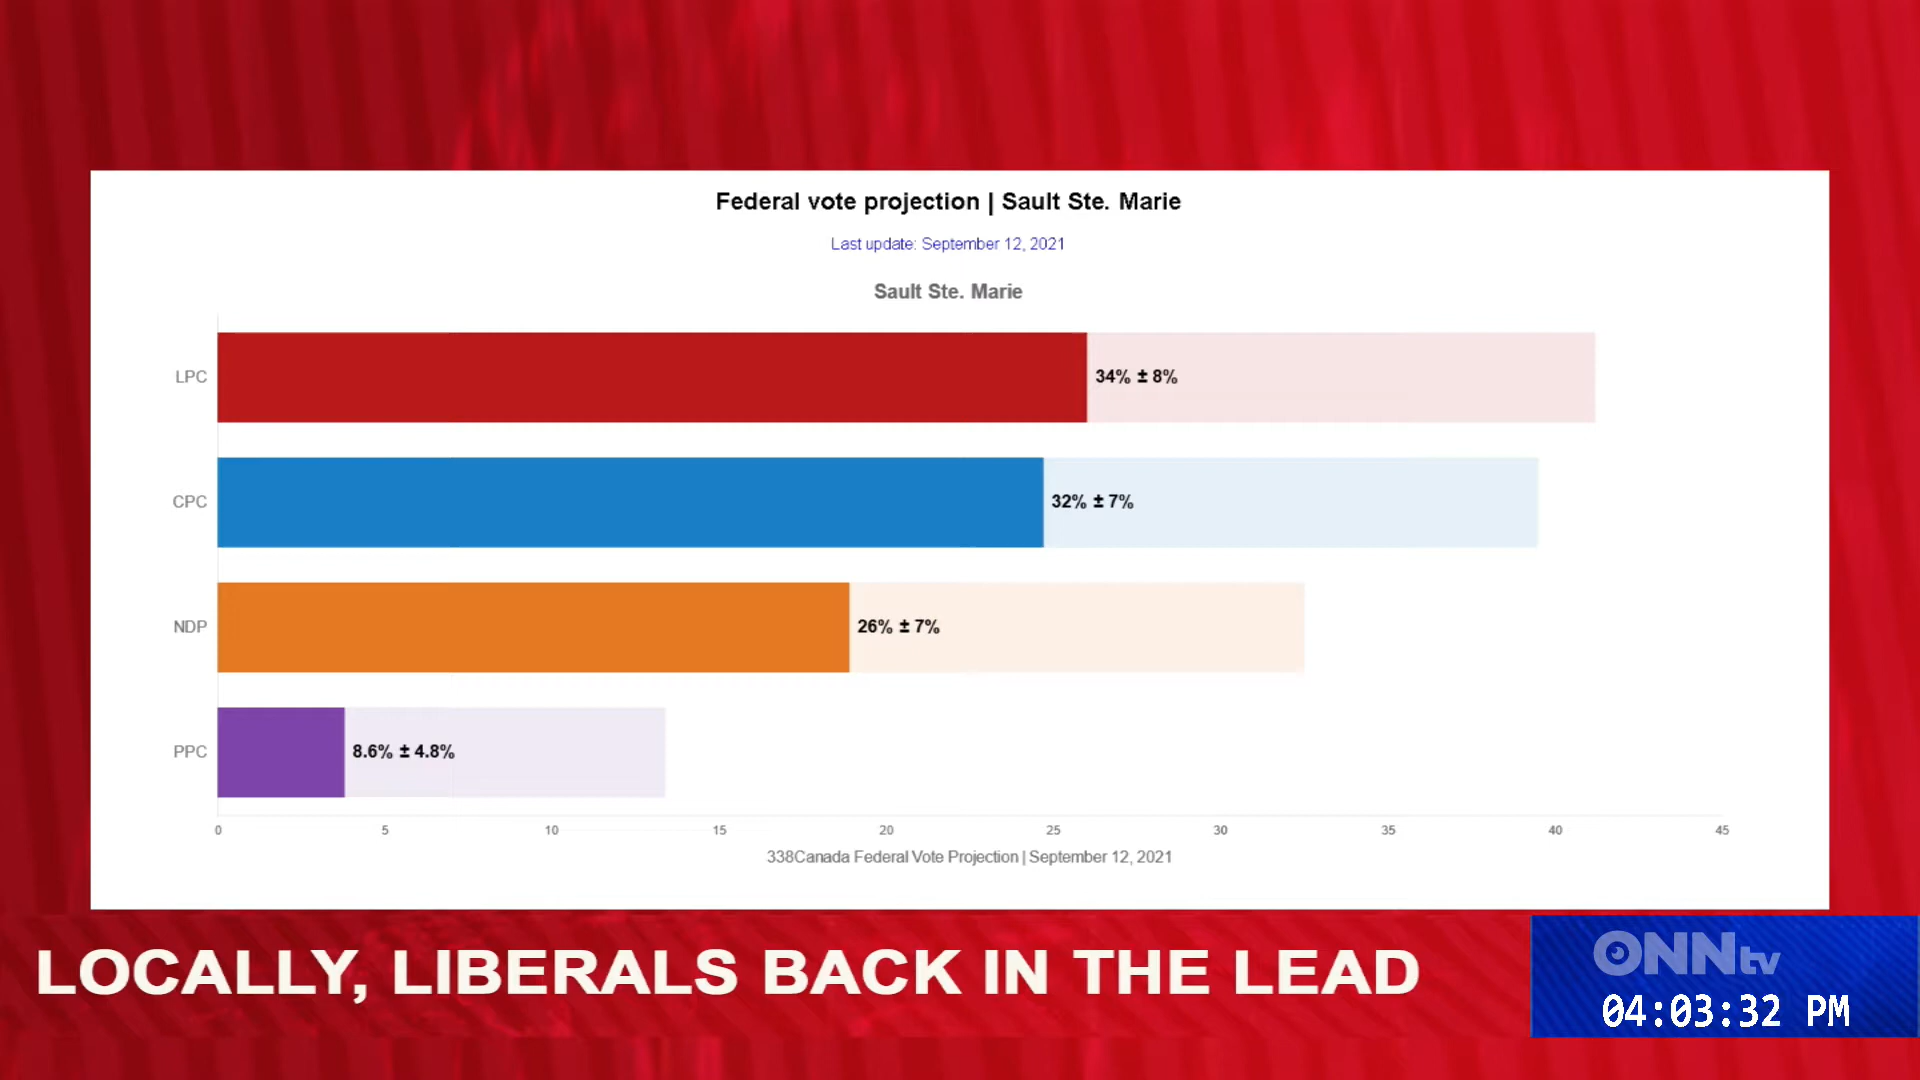 Federal vote projection | Sault Ste. Marie
Last update: September 12, 2021
Sault Ste. Marie
LPC 34% ± 8%
CPC 32% ± 7%
NDP 26% ± 7%
PPC 8.6% ± 4.8%
0 5 10 15 20 25 30 35 40 45
338Canada Federal Vote Projection | September 12, 2021
LOCALLY, LIBERALS BACK IN THE LEAD
ONNtv
04:03:32 PM